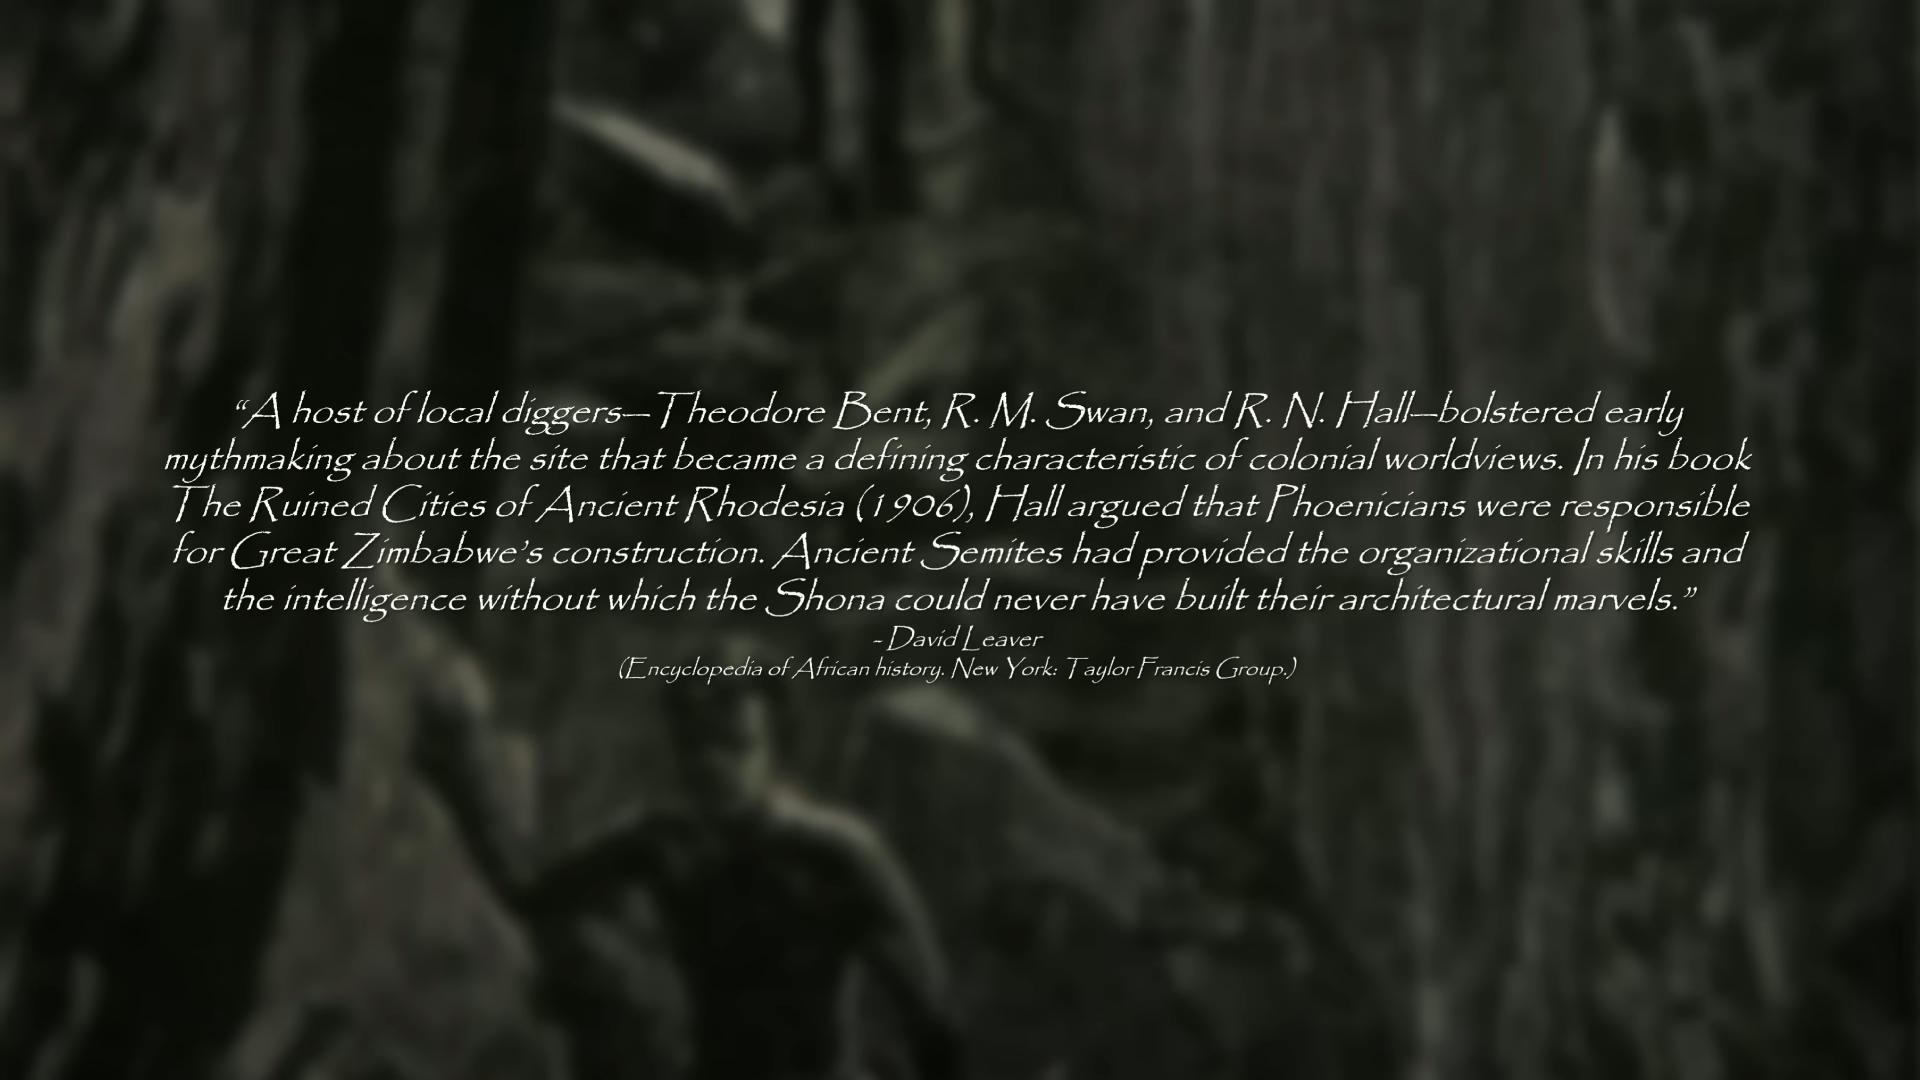 “A host of local diggers—Theodore Bent, R. M. Swan, and R. N. Hall—bolstered early
mythmaking about the site that became a defining characteristic of colonial worldviews. In his book
The Ruined Cities of Ancient Rhodesia (1906), Hall argued that Phoenicians were responsible
for Great Zimbabwe’s construction. Ancient Semites had provided the organizational skills and
the intelligence without which the Shona could never have built their architectural marvels.”
- David Leaver
(Encyclopedia of African history. New York: Taylor Francis Group.)